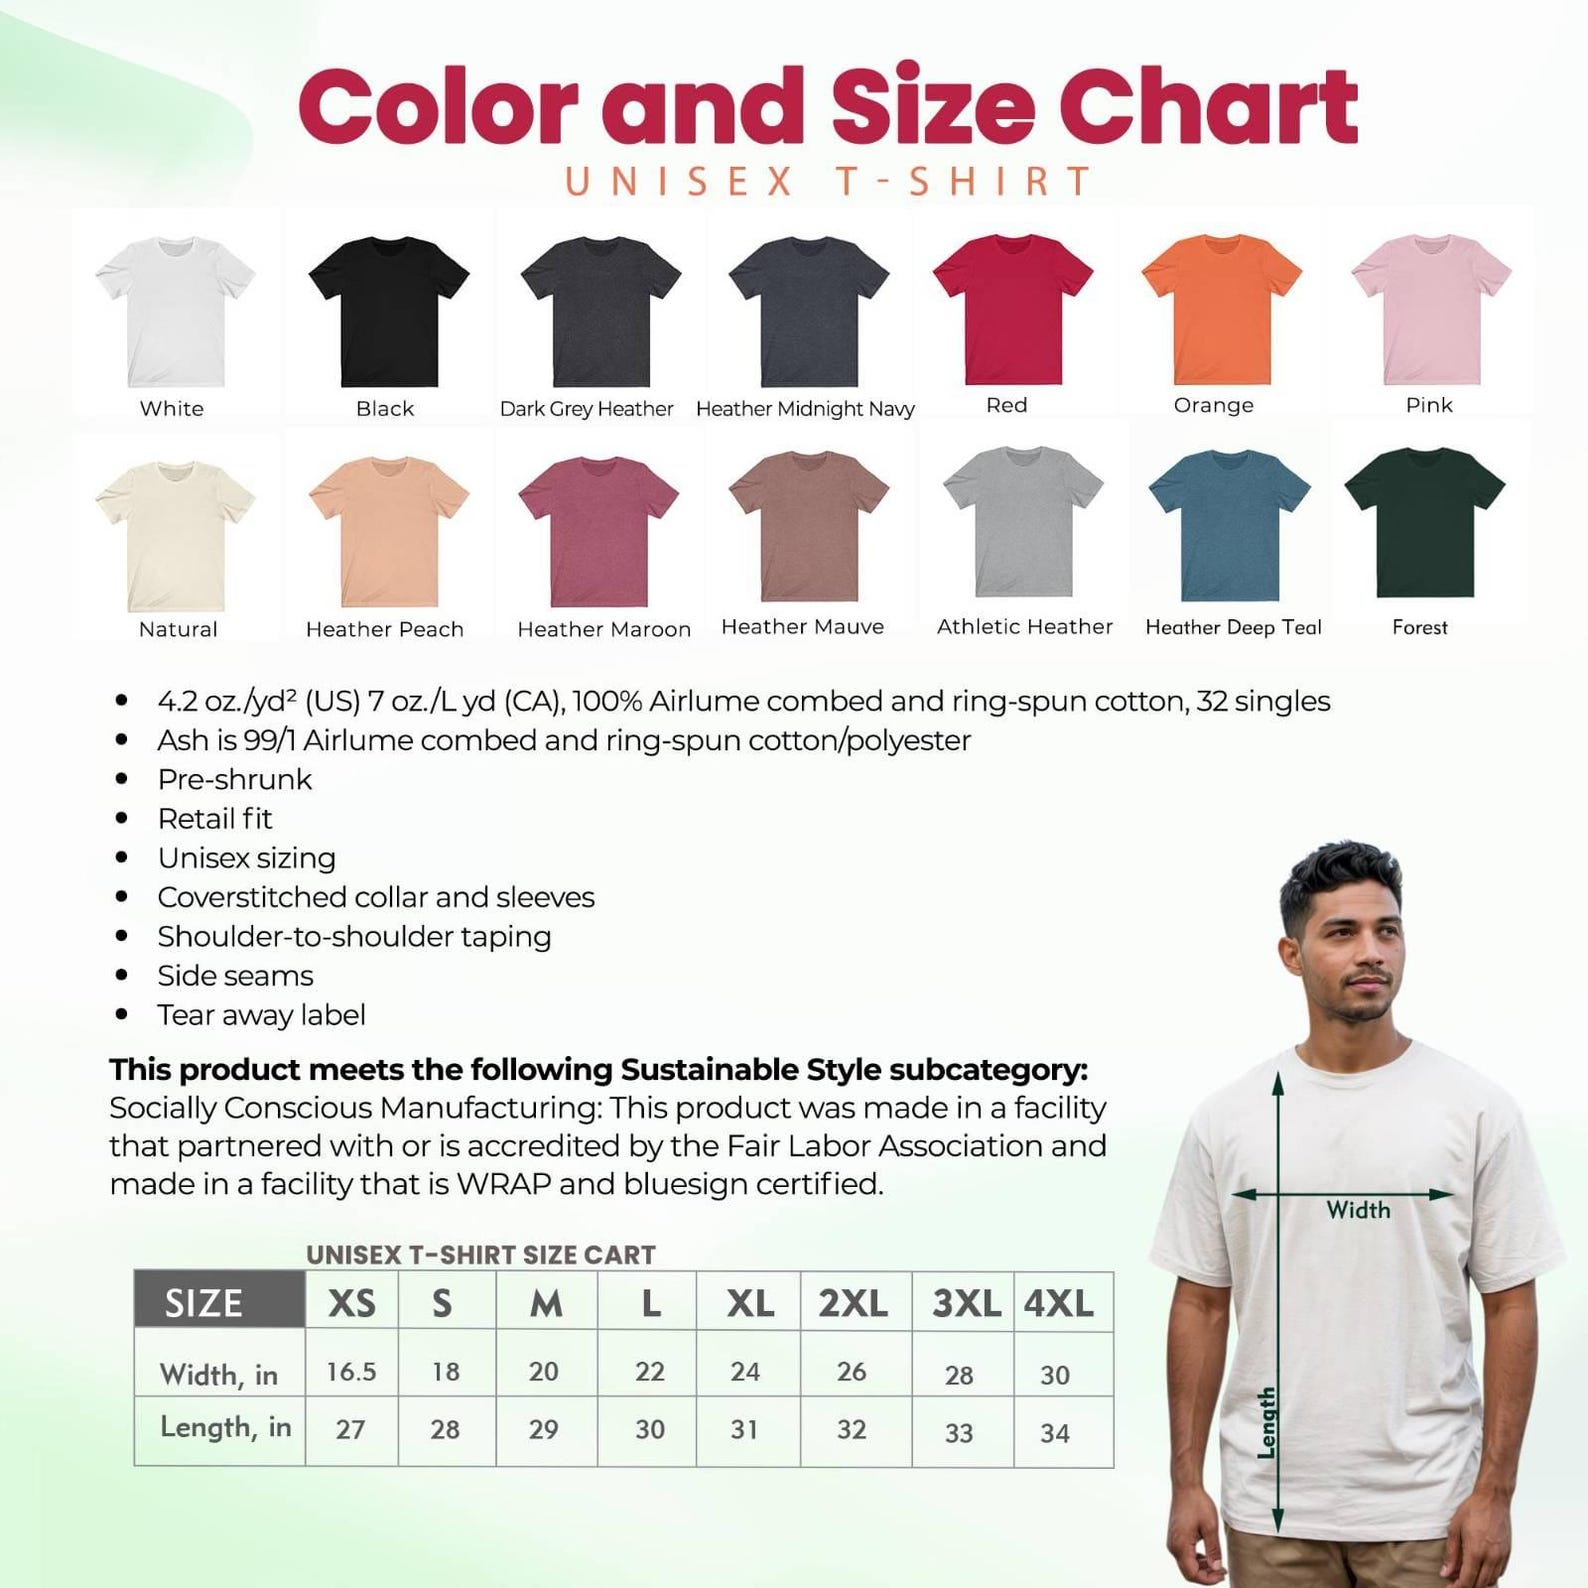 Color and Size Chart
UNISEX T-SHIRT
White
Black
Dark Grey Heather
Heather Midnight Navy
Red
Orange
Pink
Natural
Heather Peach
Heather Maroon
Heather Mauve
Athletic Heather
Heather Deep Teal
Forest
• 4.2 oz./yd² (US) 7 oz./L yd (CA), 100% Airlume combed and ring-spun cotton, 32 singles
• Ash is 99/1 Airlume combed and ring-spun cotton/polyester
• Pre-shrunk
• Retail fit
• Unisex sizing
• Coverstitched collar and sleeves
• Shoulder-to-shoulder taping
• Side seams
• Tear away label
This product meets the following Sustainable Style subcategory:
Socially Conscious Manufacturing: This product was made in a facility
that partnered with or is accredited by the Fair Labor Association and
made in a facility that is WRAP and bluesign certified.
UNISEX T-SHIRT SIZE CART
SIZE XS S M L XL 2XL 3XL 4XL
Width, in 16.5 18 20 22 24 26 28 30
Length, in 27 28 29 30 31 32 33 34
Width
Length